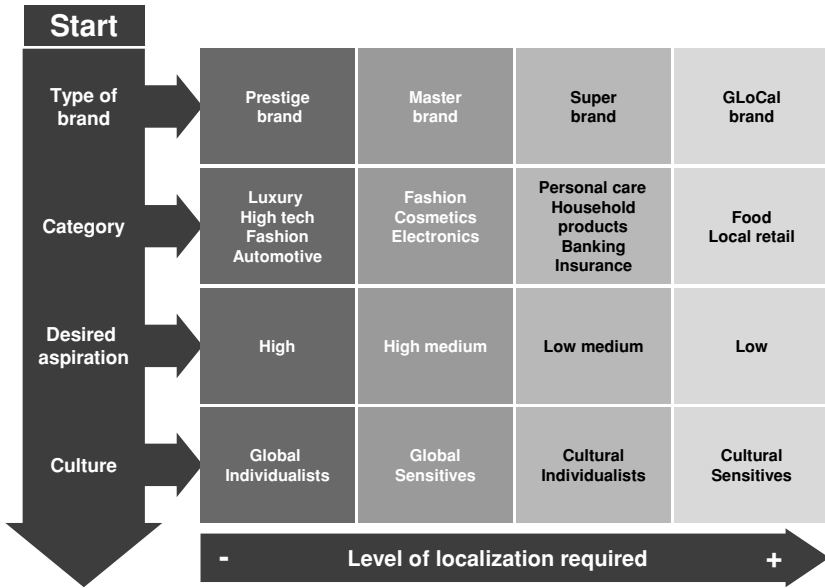 Start
Type of
brand
Prestige
brand
Master
brand
Super
brand
GLoCal
brand
Category
Luxury
High tech
Fashion
Automotive
Fashion
Cosmetics
Electronics
Personal care
Household
products
Banking
Insurance
Food
Local retail
Desired
aspiration
High
High medium
Low medium
Low
Culture
Global
Individualists
Global
Sensitives
Cultural
Individualists
Cultural
Sensitives
- Level of localization required +